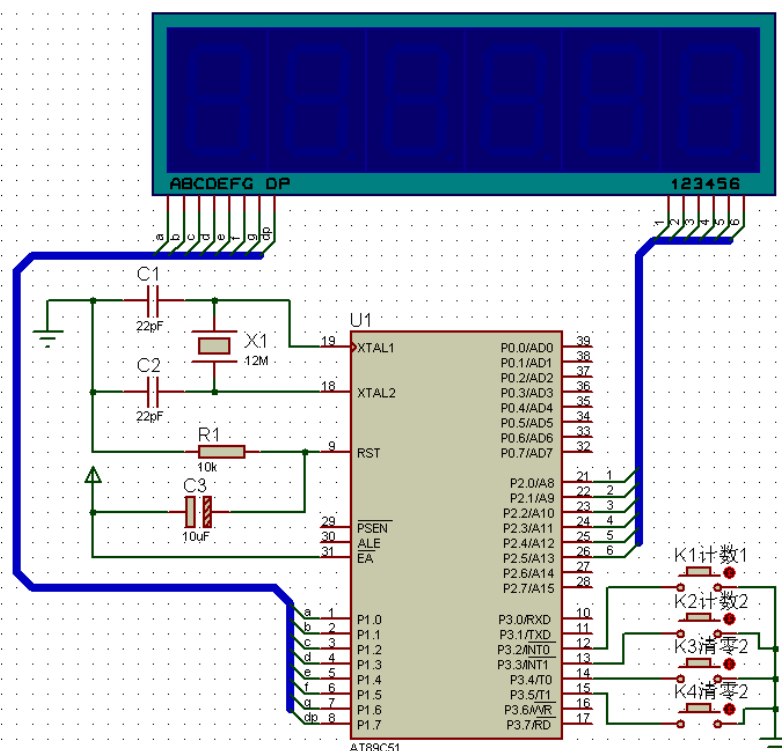 ABCDEFG DP
123456
a b c d e f g dp
1 2 3 4 5 6
C1
22pF
X1
12M
C2
22pF
R1
10k
C3
10uF
U1
19 XTAL1
18 XTAL2
9 RST
29 PSEN
30 ALE
31 EA
a 1 P1.0
b 2 P1.1
c 3 P1.2
d 4 P1.3
e 5 P1.4
f 6 P1.5
g 7 P1.6
dp 8 P1.7
P0.0/AD0 39
P0.1/AD1 38
P0.2/AD2 37
P0.3/AD3 36
P0.4/AD4 35
P0.5/AD5 34
P0.6/AD6 33
P0.7/AD7 32
P2.0/A8 21 1
P2.1/A9 22 2
P2.2/A10 23 3
P2.3/A11 24 4
P2.4/A12 25 5
P2.5/A13 26 6
P2.6/A14 27
P2.7/A15 28
P3.0/RXD 10
P3.1/TXD 11
P3.2/INT0 12
P3.3/INT1 13
P3.4/T0 14
P3.5/T1 15
P3.6/WR 16
P3.7/RD 17
AT89C51
K1计数1
K2计数2
K3清零2
K4清零2